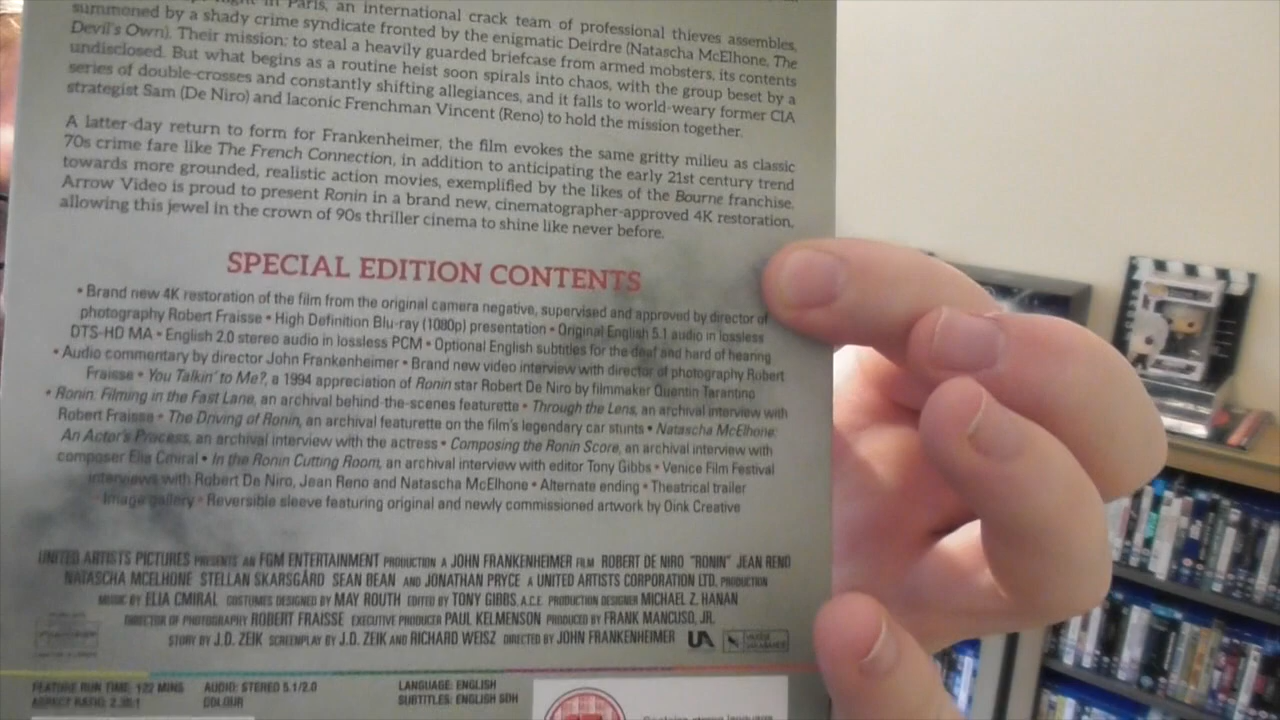 in Paris, an international crack team of professional thieves assembles,
summoned by a shady crime syndicate fronted by the enigmatic Deirdre (Natascha McElhone, The
Devil's Own). Their mission: to steal a heavily guarded briefcase from armed mobsters, its contents
undisclosed. But what begins as a routine heist soon spirals into chaos, with the group beset by a
series of double-crosses and constantly shifting allegiances, and it falls to world-weary former CIA
strategist Sam (De Niro) and laconic Frenchman Vincent (Reno) to hold the mission together.
A latter-day return to form for Frankenheimer, the film evokes the same gritty milieu as classic
70s crime fare like The French Connection, in addition to anticipating the early 21st century trend
towards more grounded, realistic action movies, exemplified by the likes of the Bourne franchise.
Arrow Video is proud to present Ronin in a brand new, cinematographer-approved 4K restoration,
allowing this jewel in the crown of 90s thriller cinema to shine like never before.
SPECIAL EDITION CONTENTS
• Brand new 4K restoration of the film from the original camera negative, supervised and approved by director of
photography Robert Fraisse • High Definition Blu-ray (1080p) presentation • Original English 5.1 audio in lossless
DTS-HD MA • English 2.0 stereo audio in lossless PCM • Optional English subtitles for the deaf and hard of hearing
• Audio commentary by director John Frankenheimer • Brand new video interview with director of photography Robert
Fraisse • You Talkin' to Me?, a 1994 appreciation of Ronin star Robert De Niro by filmmaker Quentin Tarantino
• Ronin: Filming in the Fast Lane, an archival behind-the-scenes featurette • Through the Lens, an archival interview with
Robert Fraisse • The Driving of Ronin, an archival featurette on the film's legendary car stunts • Natascha McElhone:
An Actor's Process, an archival interview with the actress • Composing the Ronin Score, an archival interview with
composer Elia Cmiral • In the Ronin Cutting Room, an archival interview with editor Tony Gibbs • Venice Film Festival
interviews with Robert De Niro, Jean Reno and Natascha McElhone • Alternate ending • Theatrical trailer
• Image gallery • Reversible sleeve featuring original and newly commissioned artwork by Oink Creative
UNITED ARTISTS PICTURES PRESENTS AN FGM ENTERTAINMENT PRODUCTION A JOHN FRANKENHEIMER FILM ROBERT DE NIRO "RONIN" JEAN RENO
NATASCHA MCELHONE STELLAN SKARSGÅRD SEAN BEAN AND JONATHAN PRYCE A UNITED ARTISTS CORPORATION LTD. PRODUCTION
MUSIC BY ELIA CMIRAL COSTUMES DESIGNED BY MAY ROUTH EDITED BY TONY GIBBS, A.C.E. PRODUCTION DESIGNER MICHAEL Z. HANAN
DIRECTOR OF PHOTOGRAPHY ROBERT FRAISSE EXECUTIVE PRODUCER PAUL KELMENSON PRODUCED BY FRANK MANCUSO, JR.
STORY BY J.D. ZEIK SCREENPLAY BY J.D. ZEIK AND RICHARD WEISZ DIRECTED BY JOHN FRANKENHEIMER UA
FEATURE RUN TIME: 122 MINS AUDIO: STEREO 5.1/2.0 LANGUAGE: ENGLISH
ASPECT RATIO: 2.35:1 COLOUR SUBTITLES: ENGLISH SDH